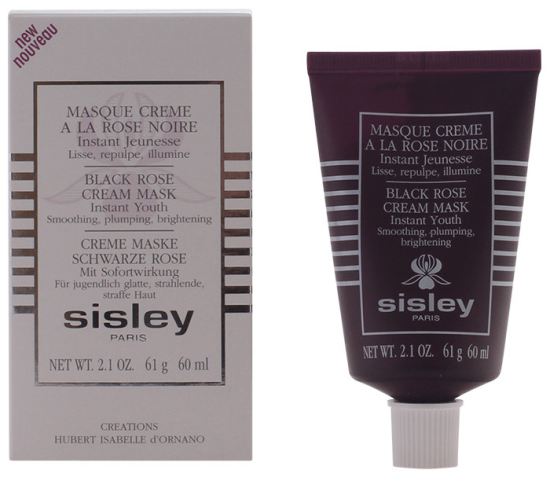 new
nouveau
MASQUE CREME
A LA ROSE NOIRE
Instant Jeunesse
Lisse, repulpe, illumine
BLACK ROSE
CREAM MASK
Instant Youth
Smoothing, plumping, brightening
CREME MASKE
SCHWARZE ROSE
Mit Sofortwirkung
Für jugendlich glatte, strahlende,
straffe Haut
sisley
PARIS
NET WT. 2.1 OZ. 61 g 60 ml
CREATIONS
HUBERT ISABELLE d'ORNANO
MASQUE CREME
A LA ROSE NOIRE
Instant Jeunesse
Lisse, repulpe, illumine
BLACK ROSE
CREAM MASK
Instant Youth
Smoothing, plumping,
brightening
sisley
PARIS
NET WT. 2.1 OZ. 61 g 60 ml